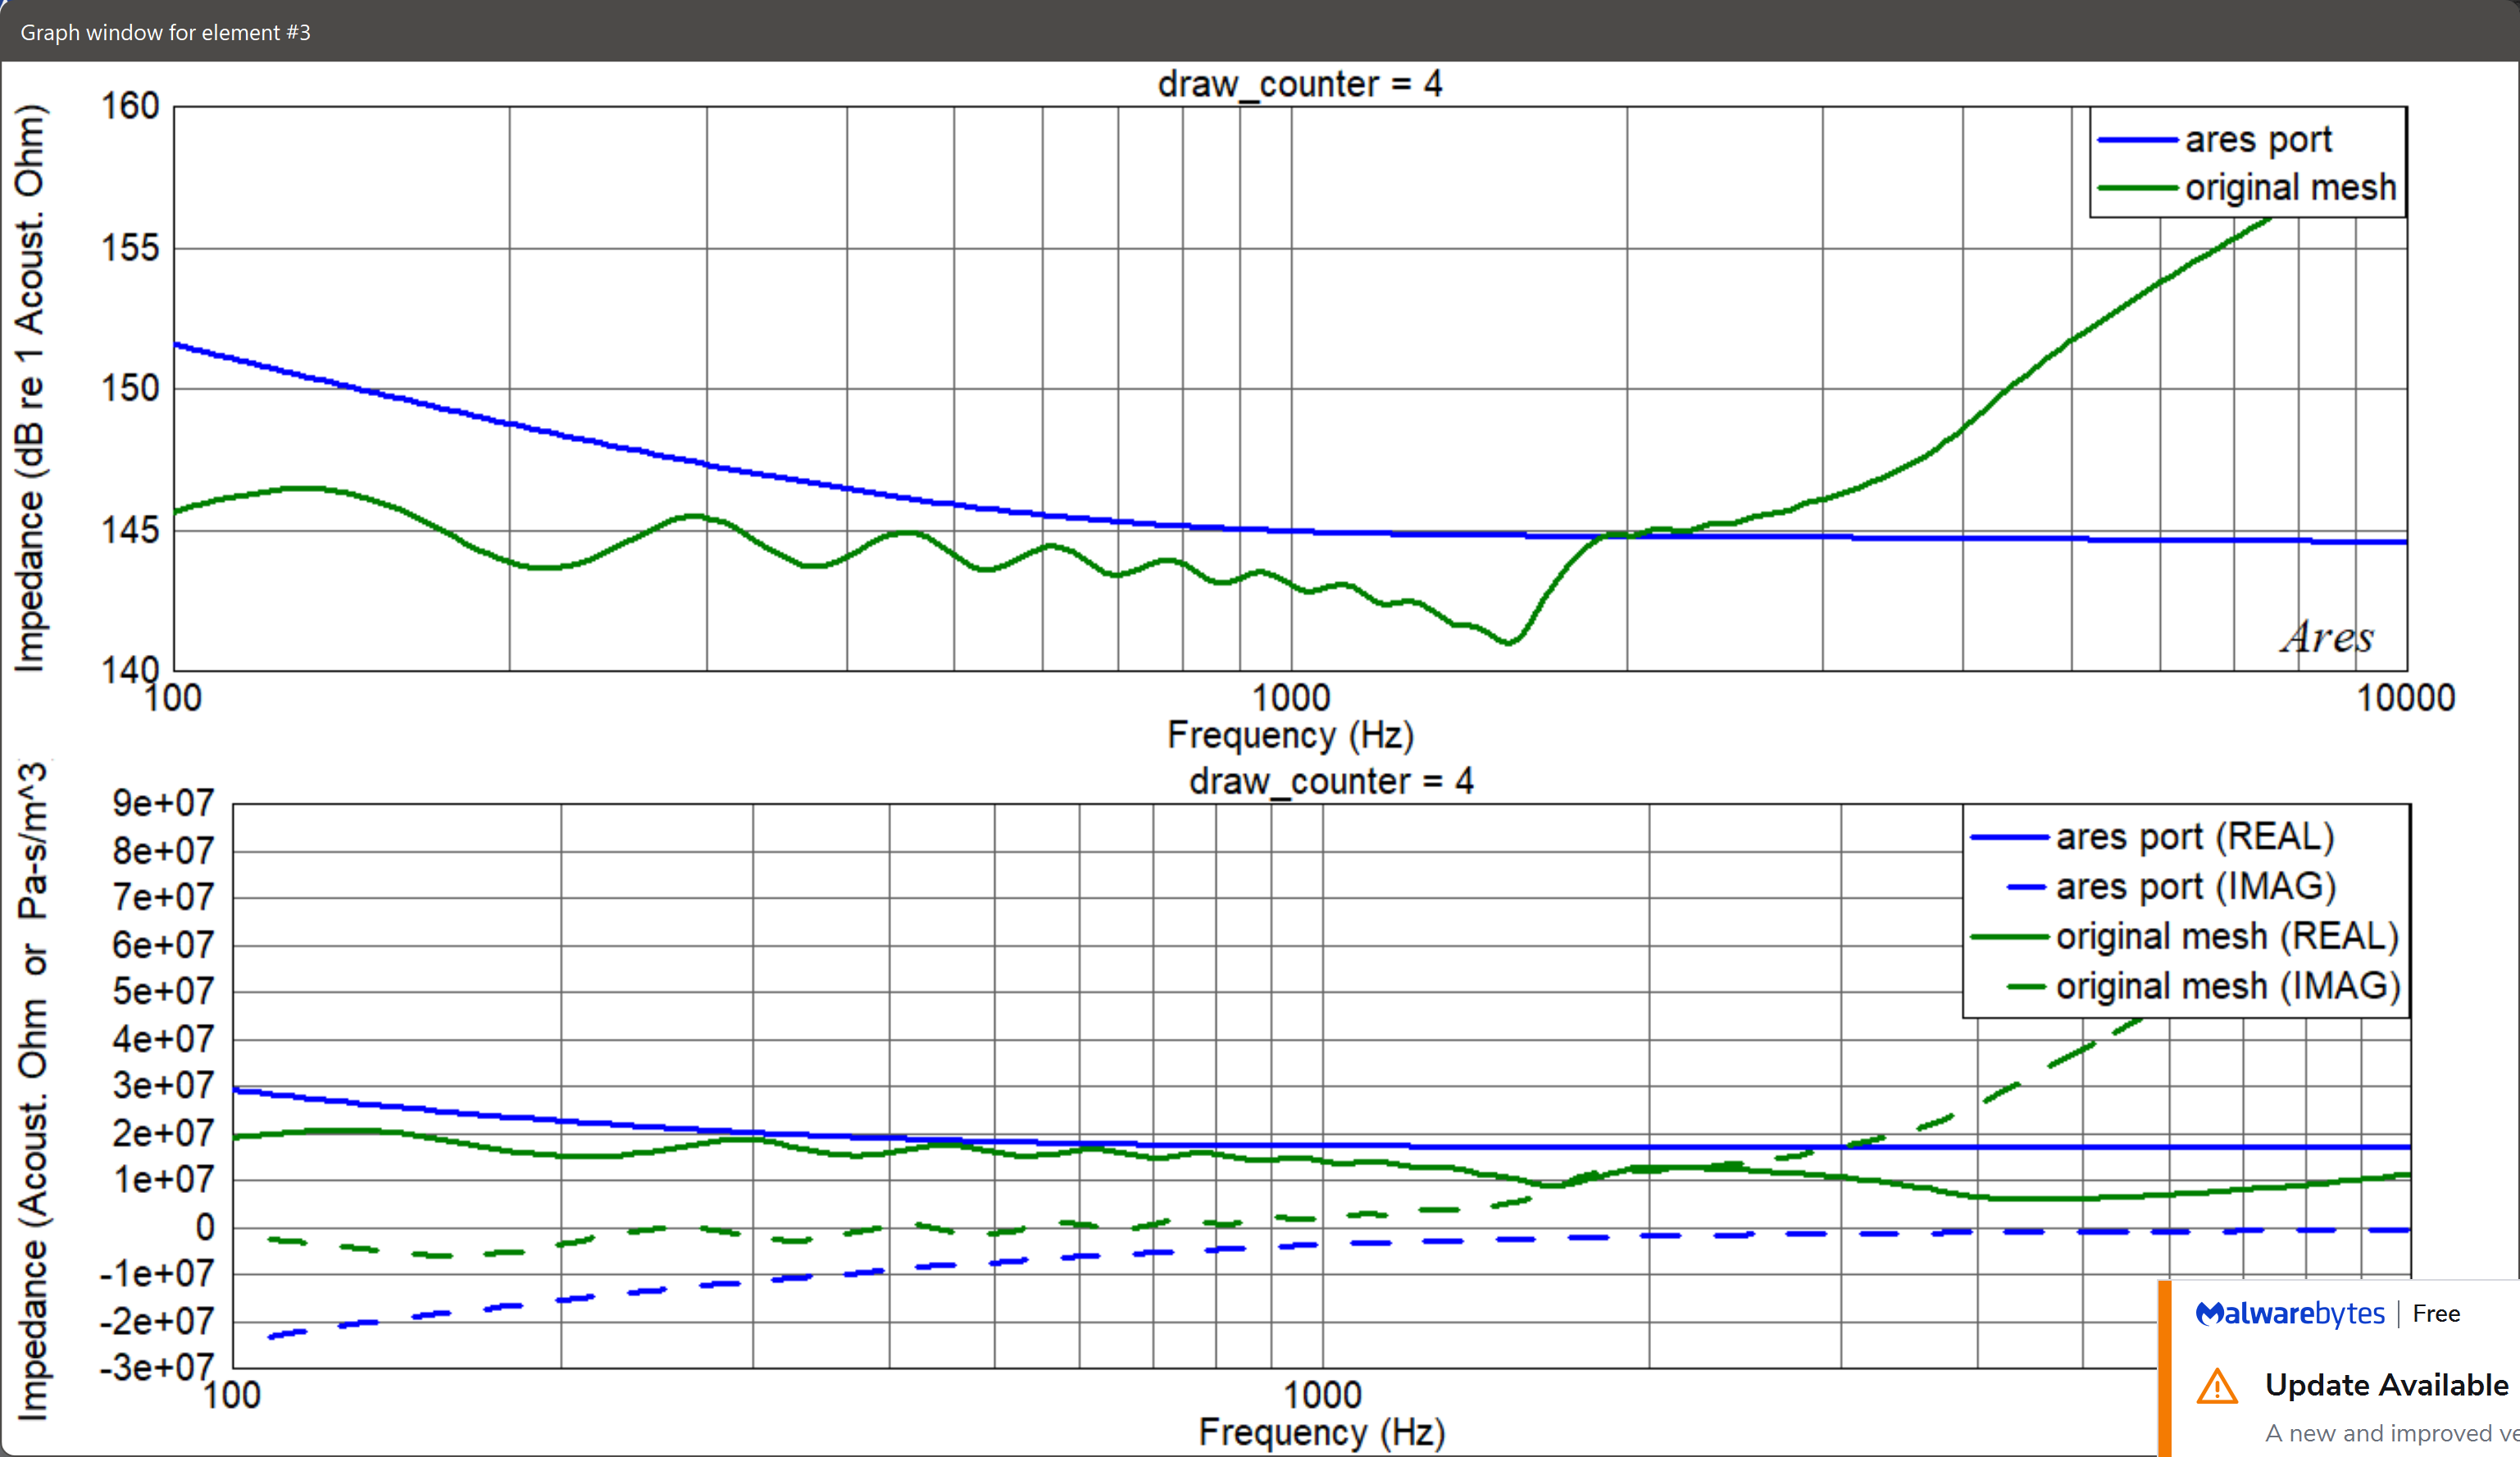 Graph window for element #3
draw_counter = 4
Impedance (dB re 1 Acoust. Ohm)
160
155
150
145
140
ares port
original mesh
Ares
100
1000
10000
Frequency (Hz)
draw_counter = 4
Impedance (Acoust. Ohm or Pa-s/m^3
9e+07
8e+07
7e+07
6e+07
5e+07
4e+07
3e+07
2e+07
1e+07
0
-1e+07
-2e+07
-3e+07
ares port (REAL)
ares port (IMAG)
original mesh (REAL)
original mesh (IMAG)
100
1000
Frequency (Hz)
Malwarebytes | Free
Update Available
A new and improved ve